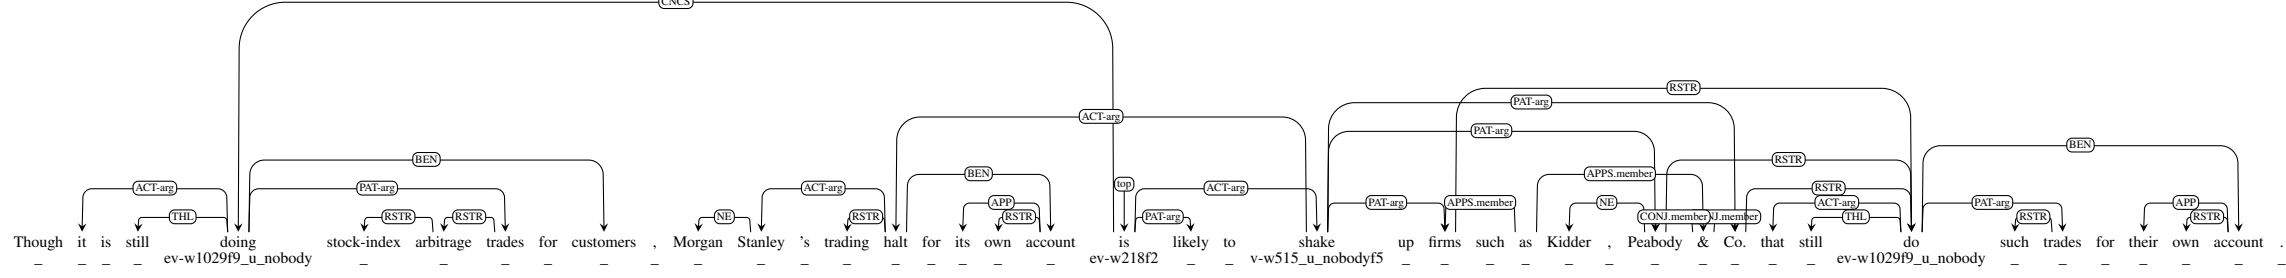 CNCS
RSTR
PAT-arg
ACT-arg
PAT-arg
BEN
BEN RSTR
BEN APPS.member
top
ACT-arg PAT-arg ACT-arg ACT-arg RSTR
APP PAT-arg APPS.member NE ACT-arg PAT-arg APP
THL RSTR RSTR NE RSTR RSTR PAT-arg CONJ.member J.member THL RSTR RSTR
Though it is still doing stock-index arbitrage trades for customers , Morgan Stanley 's trading halt for its own account is likely to shake up firms such as Kidder , Peabody & Co. that still do such trades for their own account .
_ _ _ _ ev-w1029f9_u_nobody _ _ _ _ _ _ _ _ _ _ _ _ _ _ _ ev-w218f2 _ _ v-w515_u_nobodyf5 _ _ _ _ _ _ _ _ _ _ _ ev-w1029f9_u_nobody _ _ _ _ _ _ _